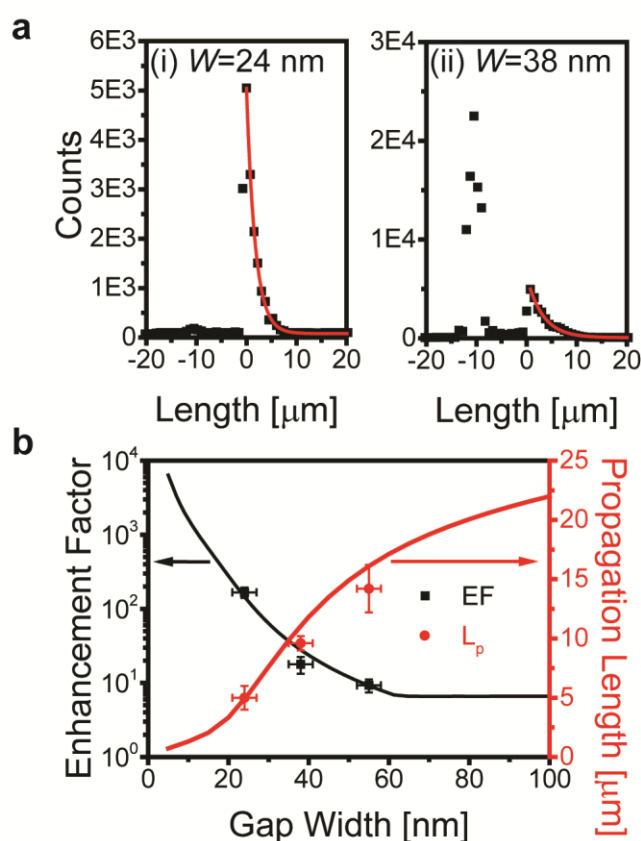 a
(i) W=24 nm
(ii) W=38 nm
Counts
6E3
5E3
4E3
3E3
2E3
1E3
0
-20 -10 0 10 20
Length [μm]
3E4
2E4
1E4
0
-20 -10 0 10 20
Length [μm]
b
Enhancement Factor
10^4
10^3
10^2
10^1
10^0
Propagation Length [μm]
25
20
15
10
5
0
EF
L_p
0 20 40 60 80 100
Gap Width [nm]